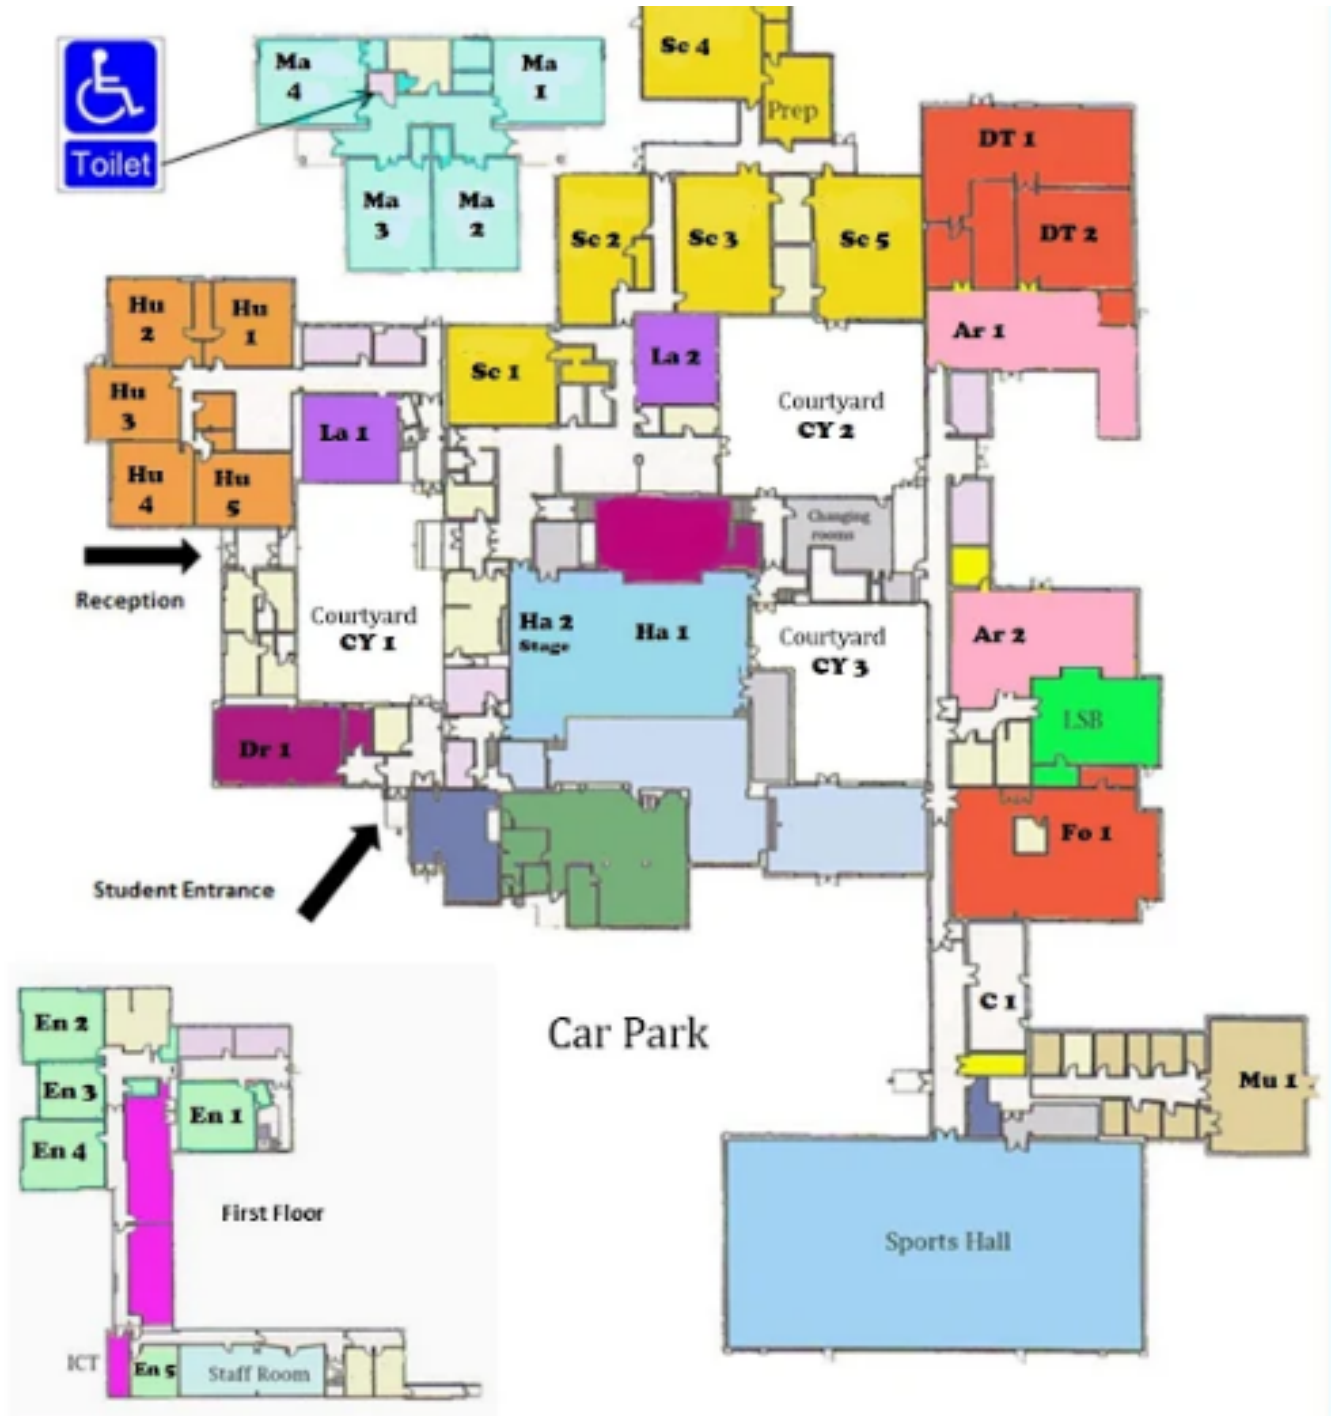 Sc 4
Ma
4
Ma
1
Prep
Toilet
DT 1
Ma
3
Ma
2
Sc 2
Sc 3
Sc 5
DT 2
Hu
2
Hu
1
Ar 1
La 2
Sc 1
Hu
3
Courtyard
CY 2
La 1
Hu
4
Hu
5
Changing
rooms
Reception
Courtyard
CY 1
Ha 2
Stage
Ha 1
Courtyard
CY 3
Ar 2
LSB
Dr 1
Fo 1
Student Entrance
C 1
Car Park
En 2
En 3
En 1
En 4
Mu 1
First Floor
Sports Hall
ICT
En 5
Staff Room